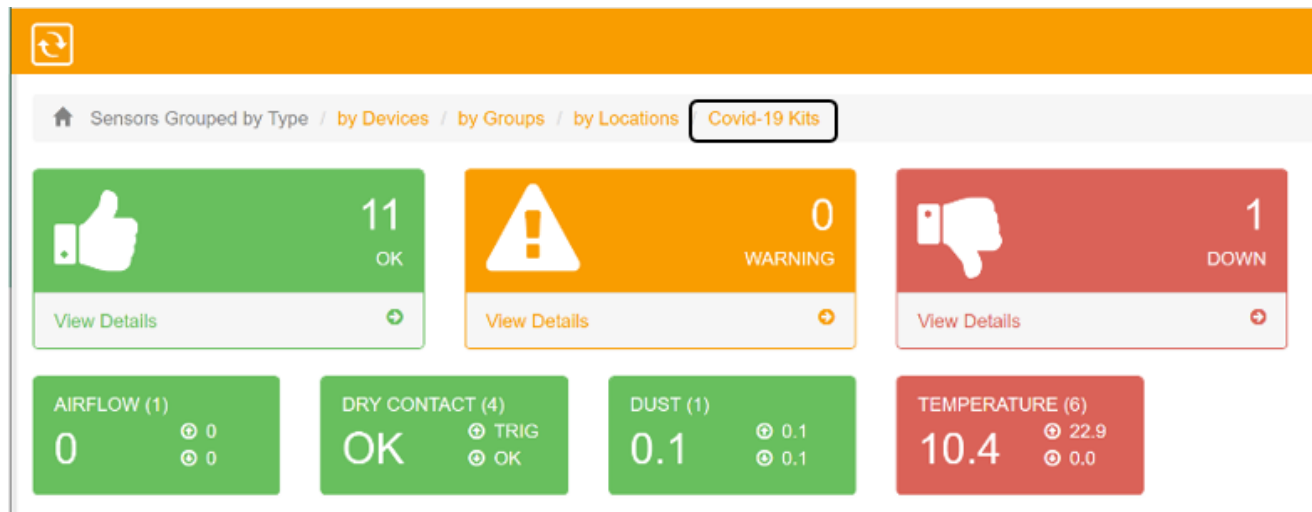 Sensors Grouped by Type / by Devices / by Groups / by Locations / Covid-19 Kits
11
OK
View Details
0
WARNING
View Details
1
DOWN
View Details
AIRFLOW (1)
0
0
0
DRY CONTACT (4)
OK
TRIG
OK
DUST (1)
0.1
0.1
0.1
TEMPERATURE (6)
10.4
22.9
0.0